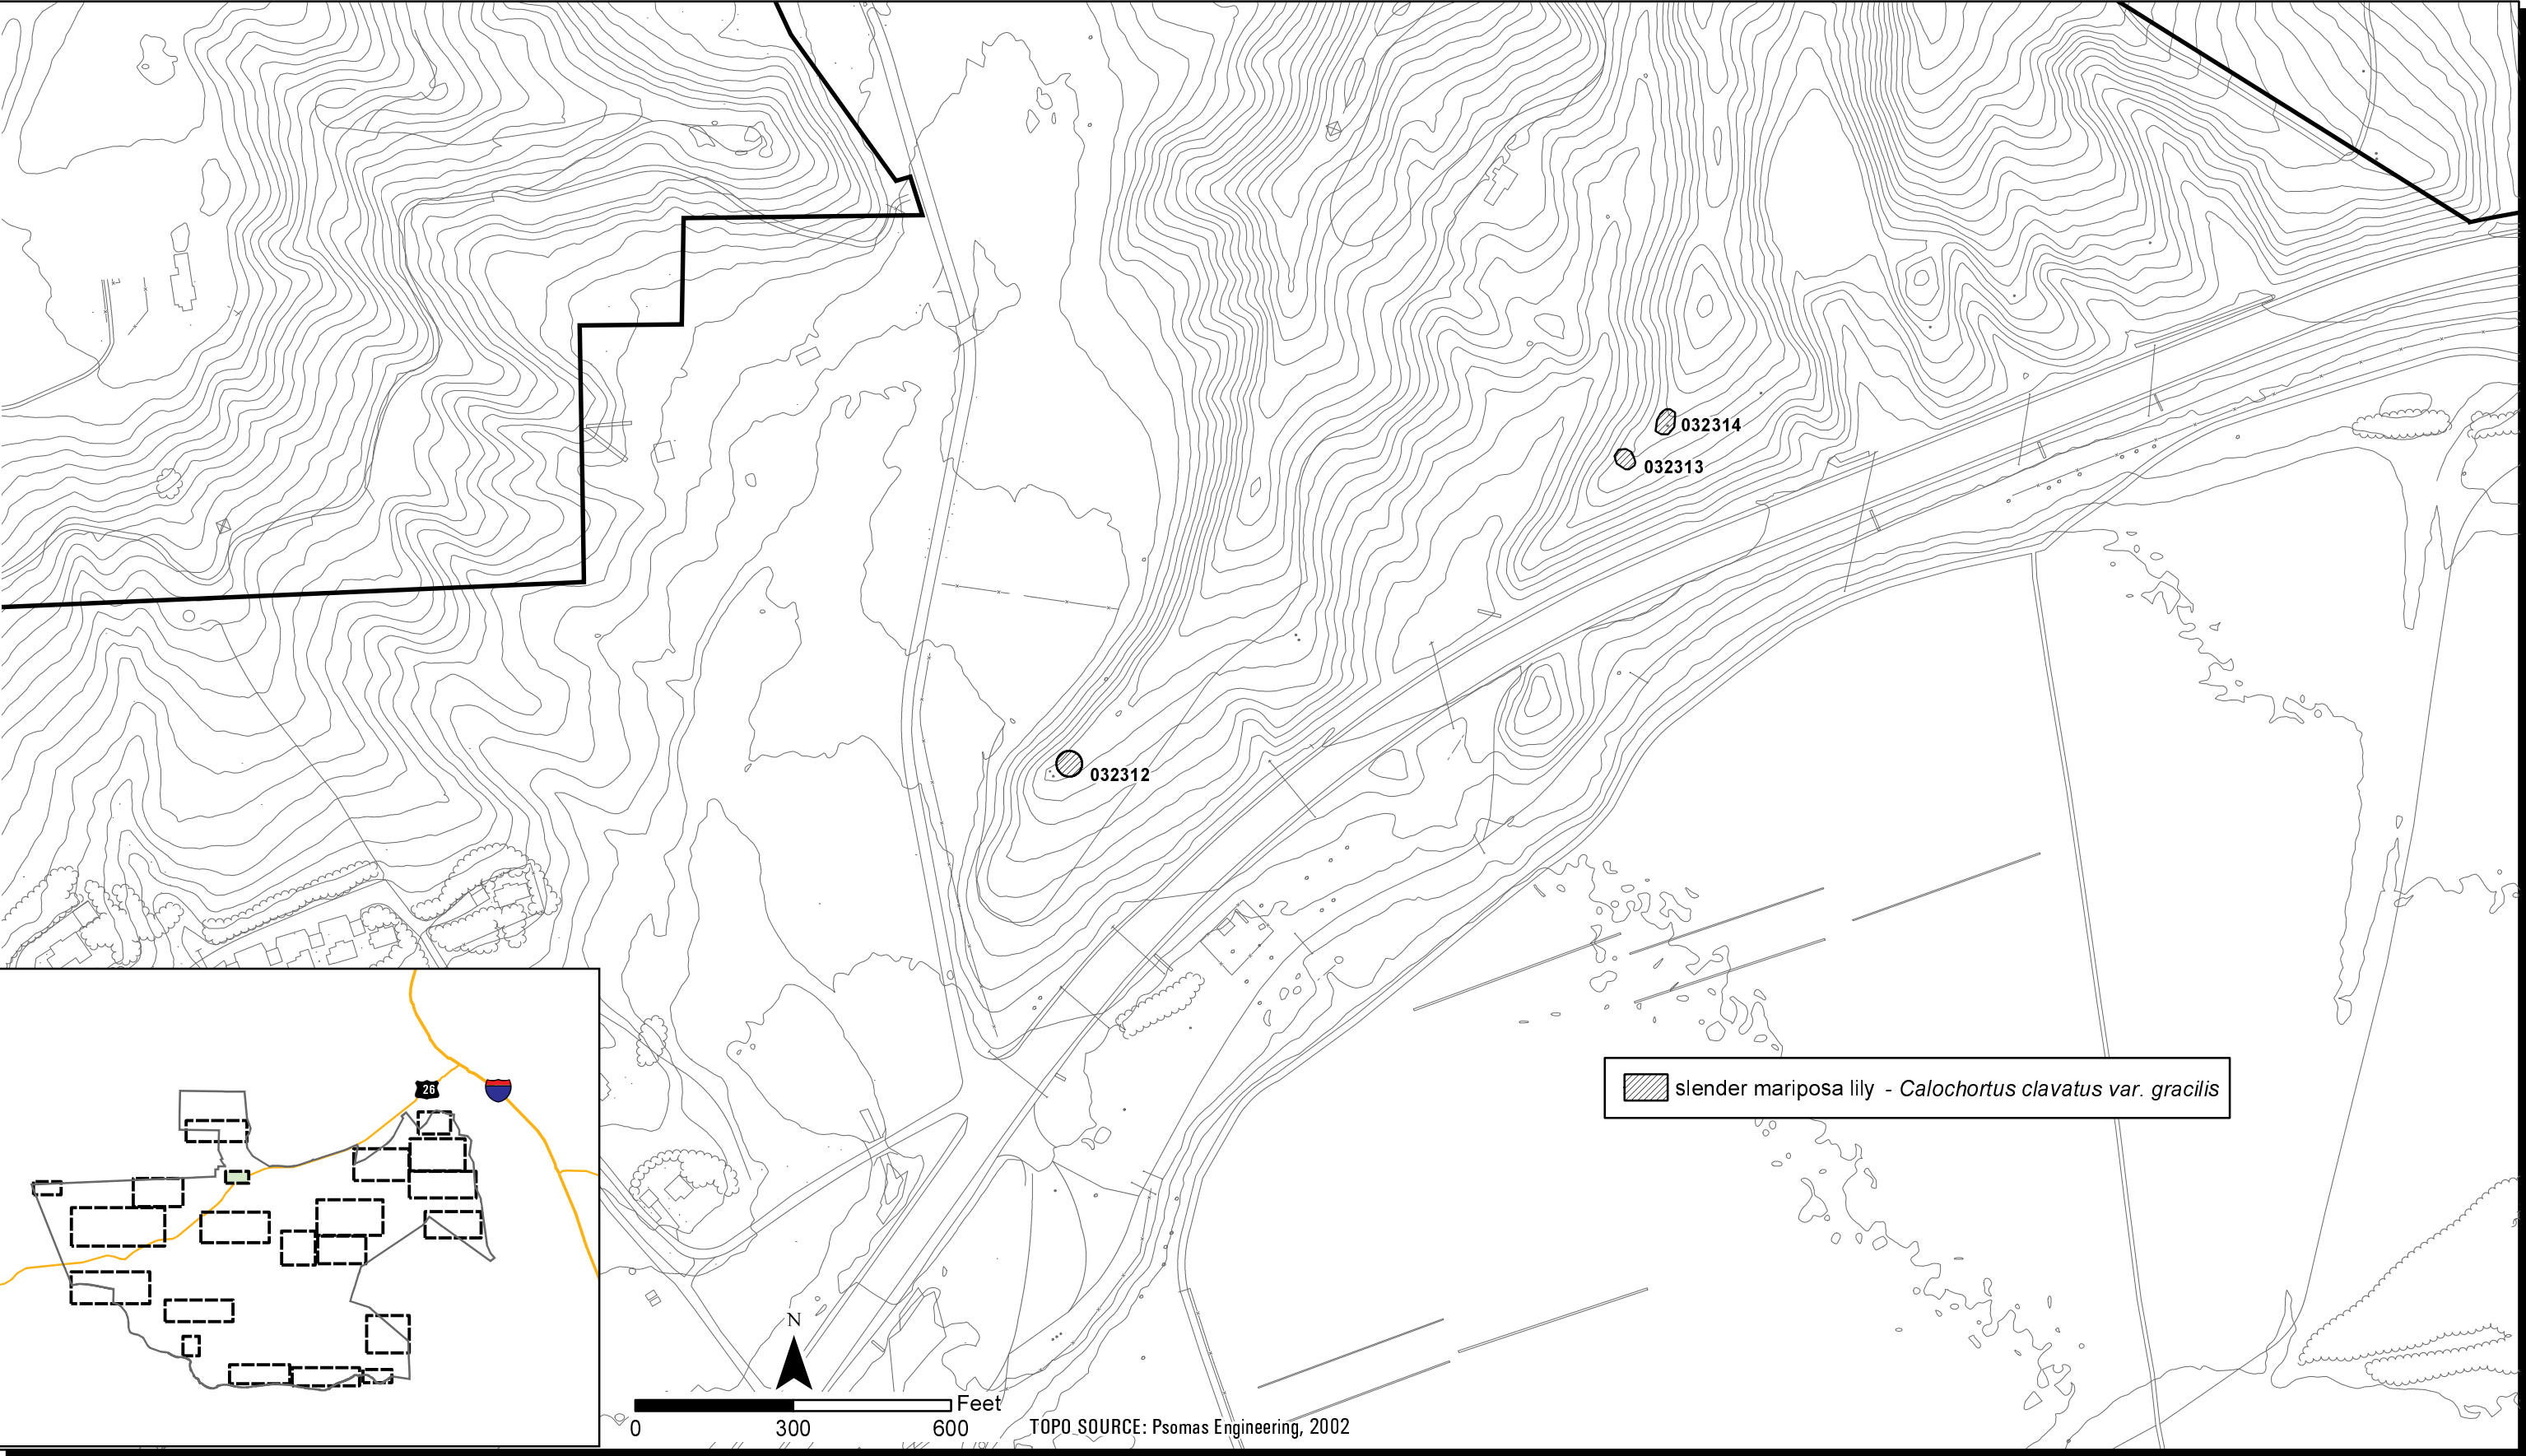 032314
032313
032312
26
slender mariposa lily - Calochortus clavatus var. gracilis
N
Feet
0 300 600
TOPO SOURCE: Psomas Engineering, 2002